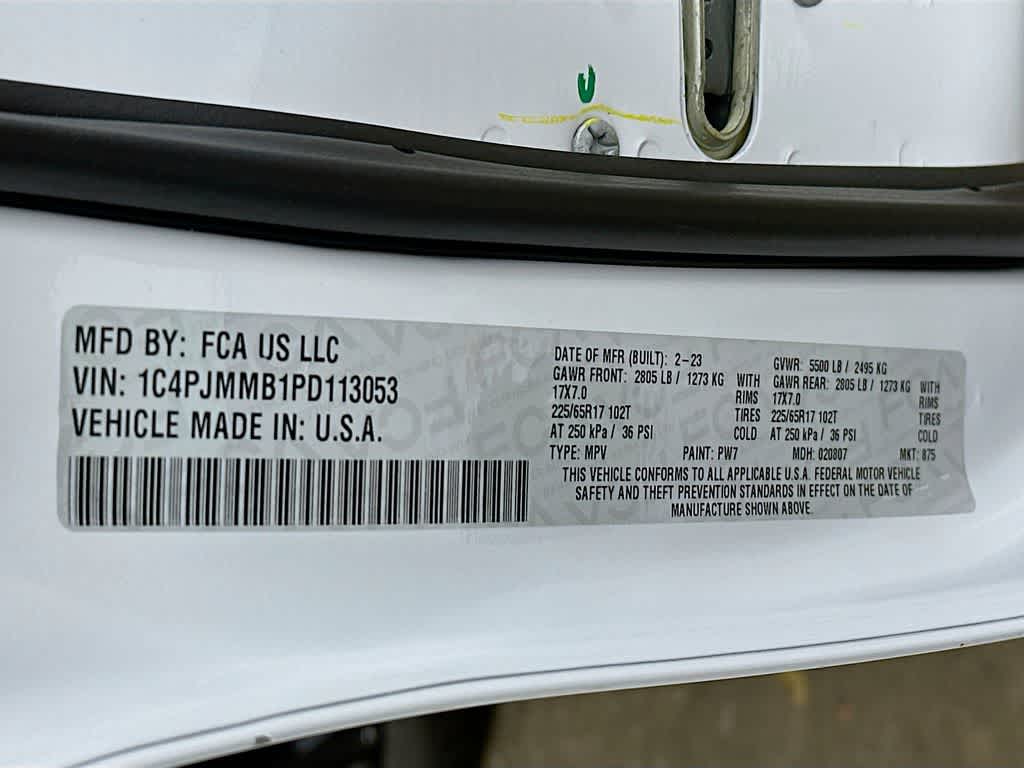 MFD BY: FCA US LLC
VIN: 1C4PJMMB1PD113053
VEHICLE MADE IN: U.S.A.
DATE OF MFR (BUILT): 2-23 GVWR: 5500 LB / 2495 KG
GAWR FRONT: 2805 LB / 1273 KG WITH GAWR REAR: 2805 LB / 1273 KG WITH
17X7.0 RIMS 17X7.0 RIMS
225/65R17 102T TIRES 225/65R17 102T TIRES
AT 250 kPa / 36 PSI COLD AT 250 kPa / 36 PSI COLD
TYPE: MPV PAINT: PW7 MDH: 020807 MKT: 875
THIS VEHICLE CONFORMS TO ALL APPLICABLE U.S.A. FEDERAL MOTOR VEHICLE
SAFETY AND THEFT PREVENTION STANDARDS IN EFFECT ON THE DATE OF
MANUFACTURE SHOWN ABOVE.